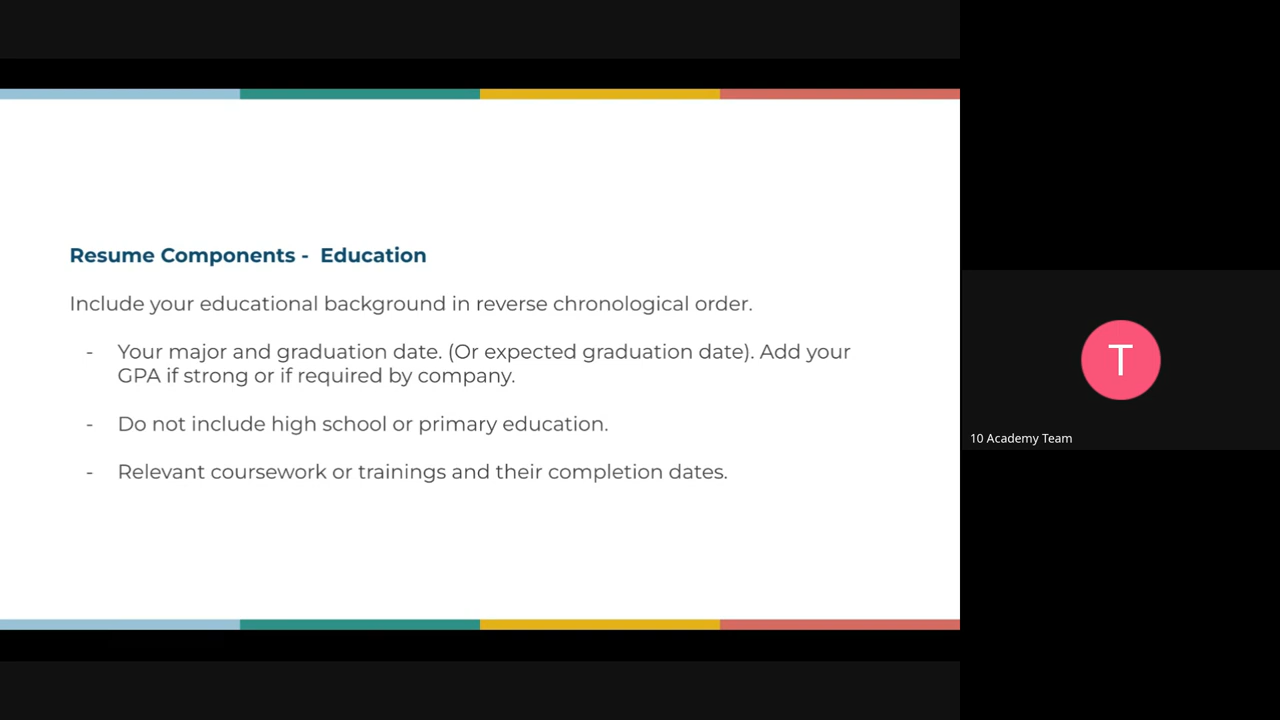 Resume Components -  Education
Include your educational background in reverse chronological order.
- Your major and graduation date. (Or expected graduation date). Add your
GPA if strong or if required by company.
- Do not include high school or primary education.
- Relevant coursework or trainings and their completion dates.
T
10 Academy Team